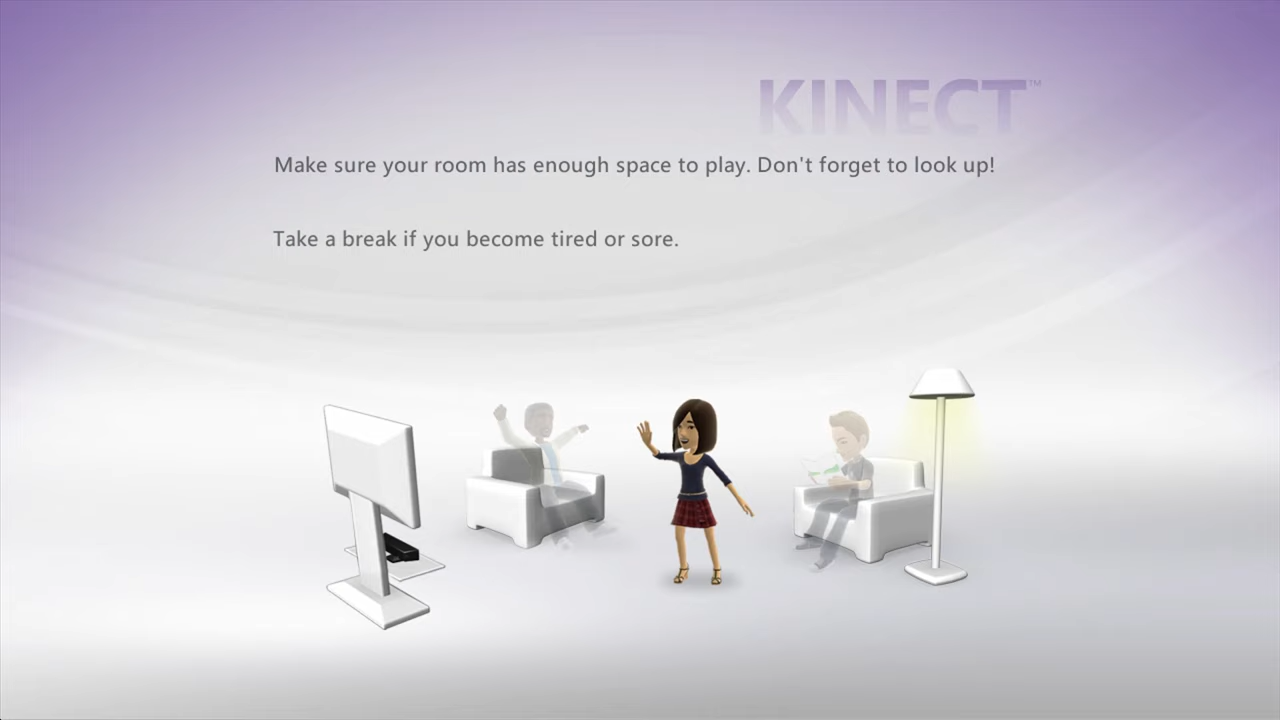 KINECT™
Make sure your room has enough space to play. Don't forget to look up!
Take a break if you become tired or sore.